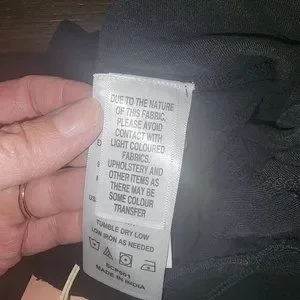 DUE TO THE NATURE
OF THIS FABRIC.
PLEASE AVOID
CONTACT WITH
LIGHT COLOURED
FABRICS,
UPHOLSTERY AND
OTHER ITEMS AS
THERE MAY BE
SOME COLOUR
TRANSFER
US
TUMBLE DRY LOW
LOW IRON AS NEEDED
MADE IN INDIA